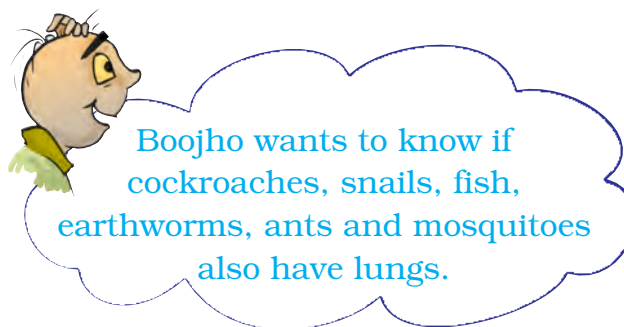 Boojho wants to know if
cockroaches, snails, fish,
earthworms, ants and mosquitoes
also have lungs.